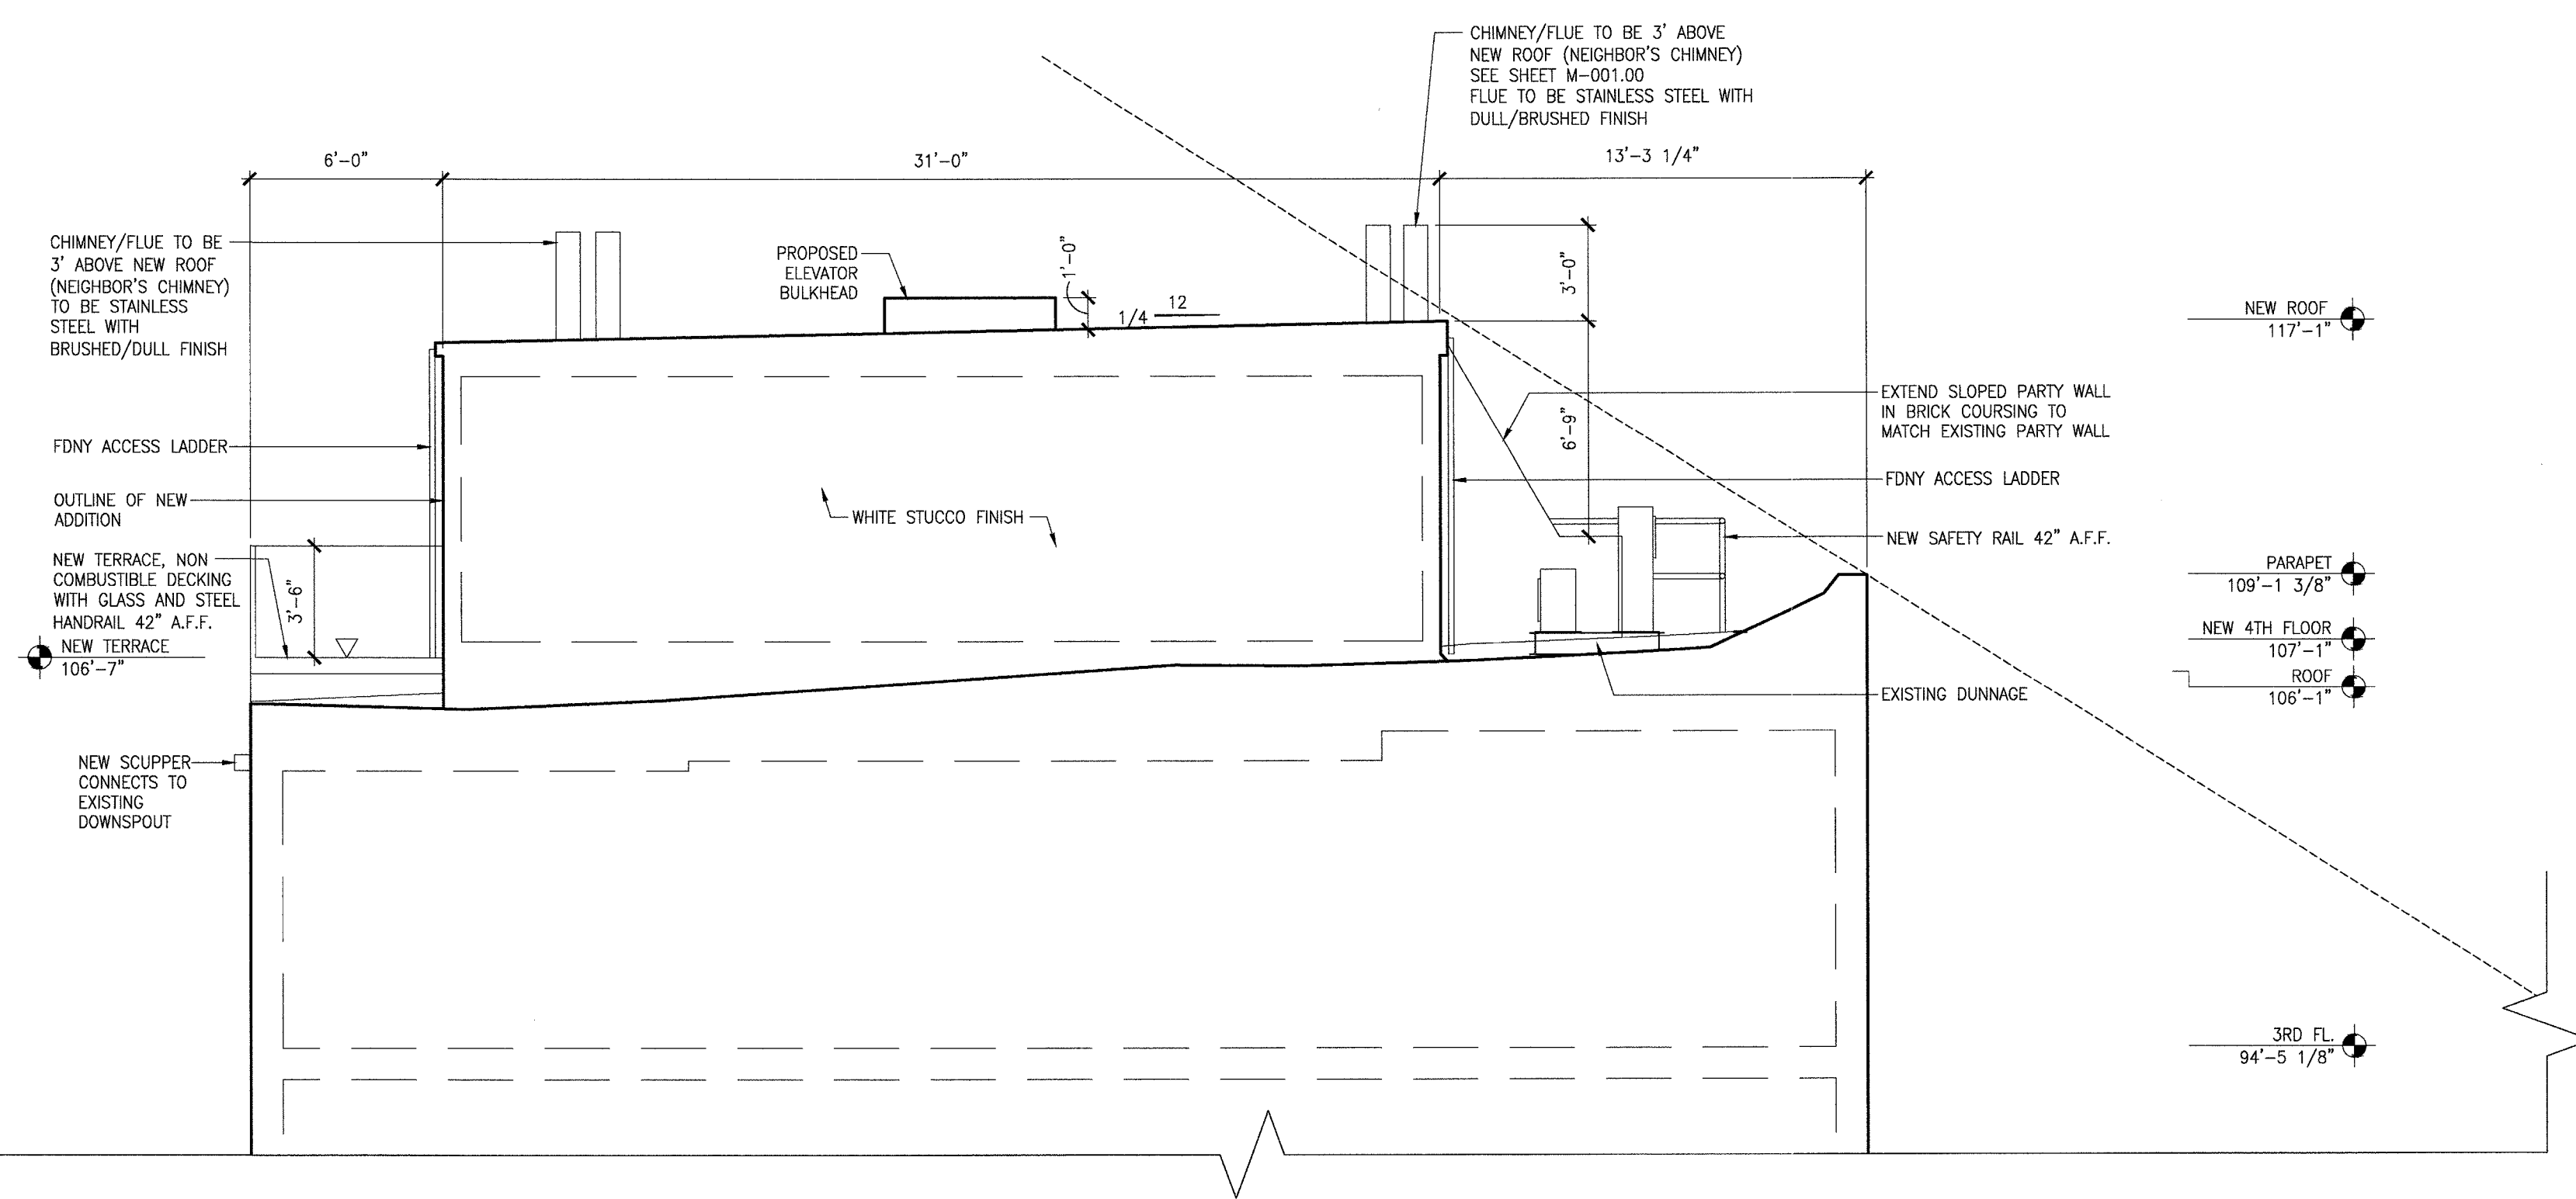 CHIMNEY/FLUE TO BE 3' ABOVE
NEW ROOF (NEIGHBOR'S CHIMNEY)
SEE SHEET M-001.00
FLUE TO BE STAINLESS STEEL WITH
DULL/BRUSHED FINISH
6'-0"
31'-0"
13'-3 1/4"
CHIMNEY/FLUE TO BE
3' ABOVE NEW ROOF
(NEIGHBOR'S CHIMNEY)
TO BE STAINLESS
STEEL WITH
BRUSHED/DULL FINISH
PROPOSED
ELEVATOR
BULKHEAD
1'-0"
12
1/4
3'-0"
NEW ROOF
117'-1"
6'-9"
EXTEND SLOPED PARTY WALL
IN BRICK COURSING TO
MATCH EXISTING PARTY WALL
FDNY ACCESS LADDER
FDNY ACCESS LADDER
OUTLINE OF NEW
ADDITION
WHITE STUCCO FINISH
NEW SAFETY RAIL 42" A.F.F.
NEW TERRACE, NON
COMBUSTIBLE DECKING
WITH GLASS AND STEEL
HANDRAIL 42" A.F.F.
3'-6"
NEW TERRACE
106'-7"
PARAPET
109'-1 3/8"
NEW 4TH FLOOR
107'-1"
ROOF
106'-1"
EXISTING DUNNAGE
NEW SCUPPER
CONNECTS TO
EXISTING
DOWNSPOUT
3RD FL.
94'-5 1/8"